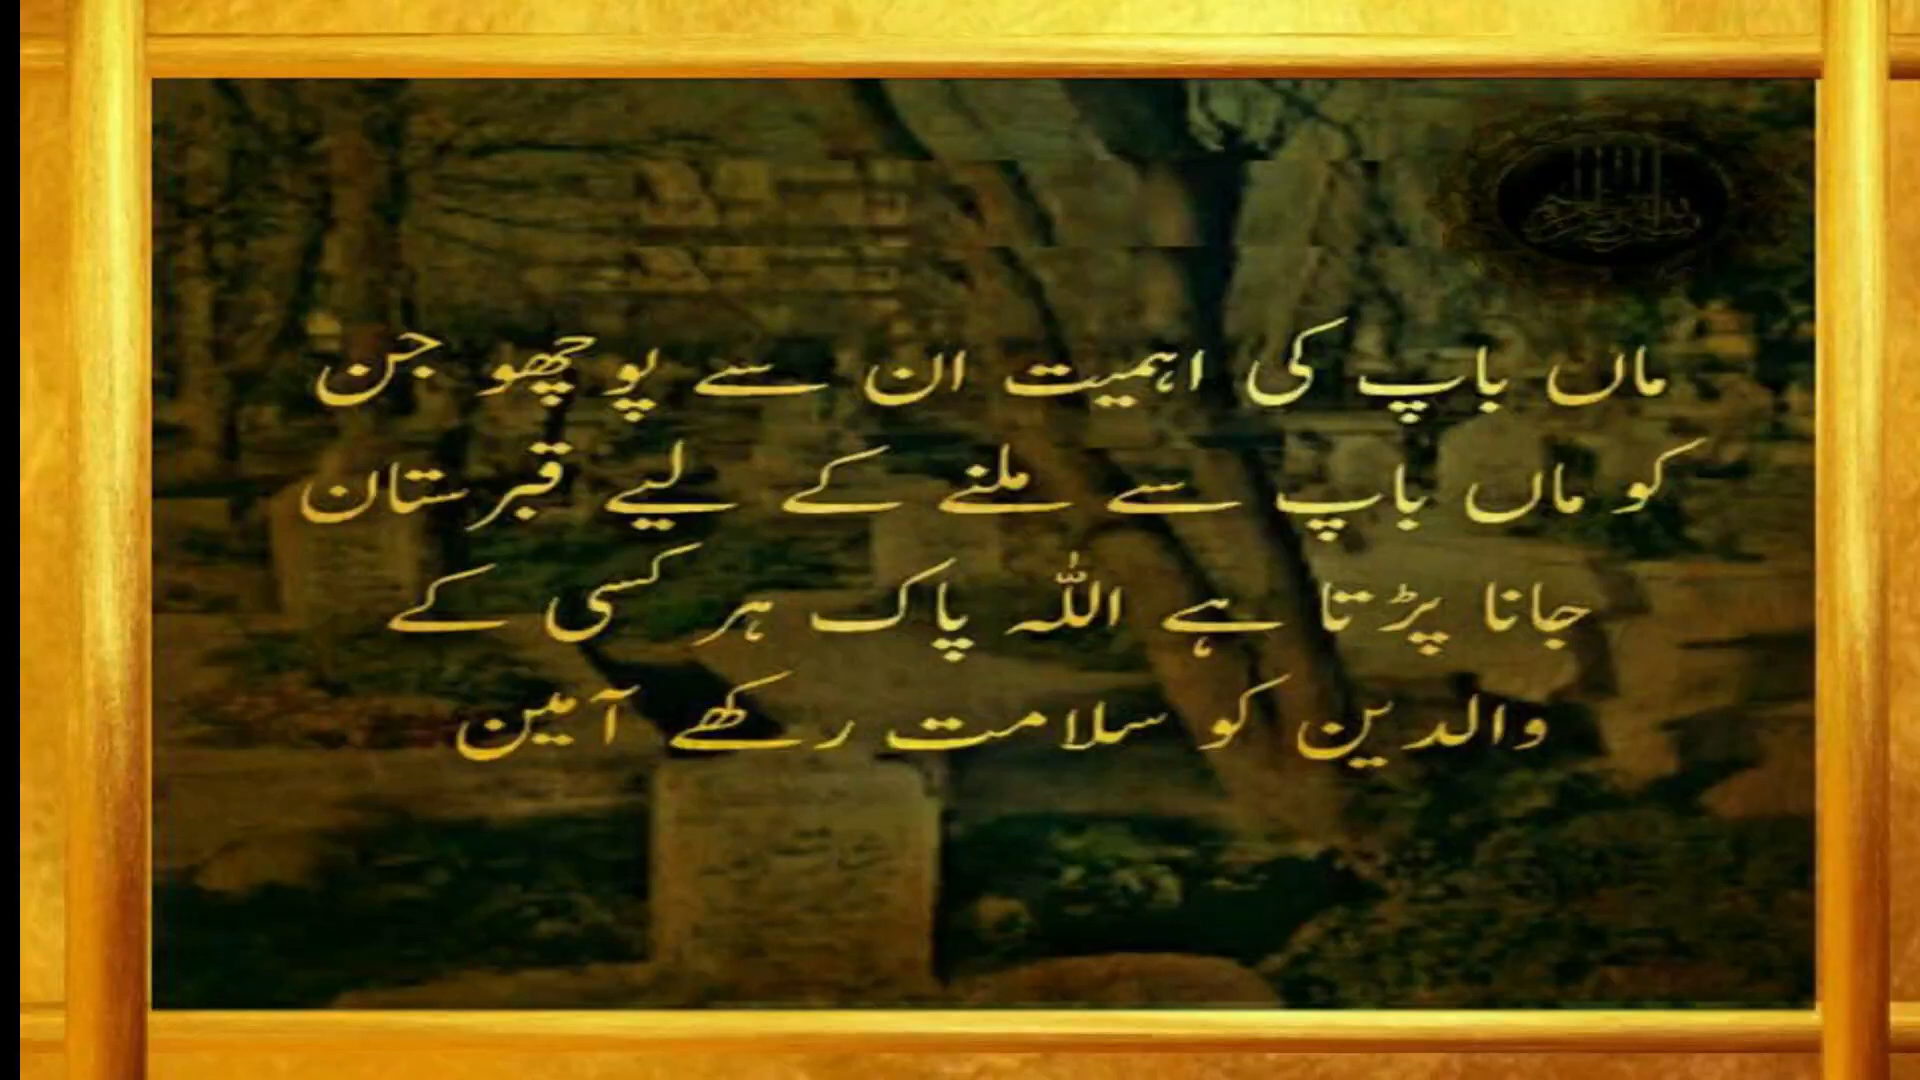 ماں باپ کی اہمیت ان سے پوچھو جن
کو ماں باپ سے ملنے کے لیے قبرستان
جانا پڑتا ہے اللہ پاک ہر کسی کے
والدین کو سلامت رکھے آمین